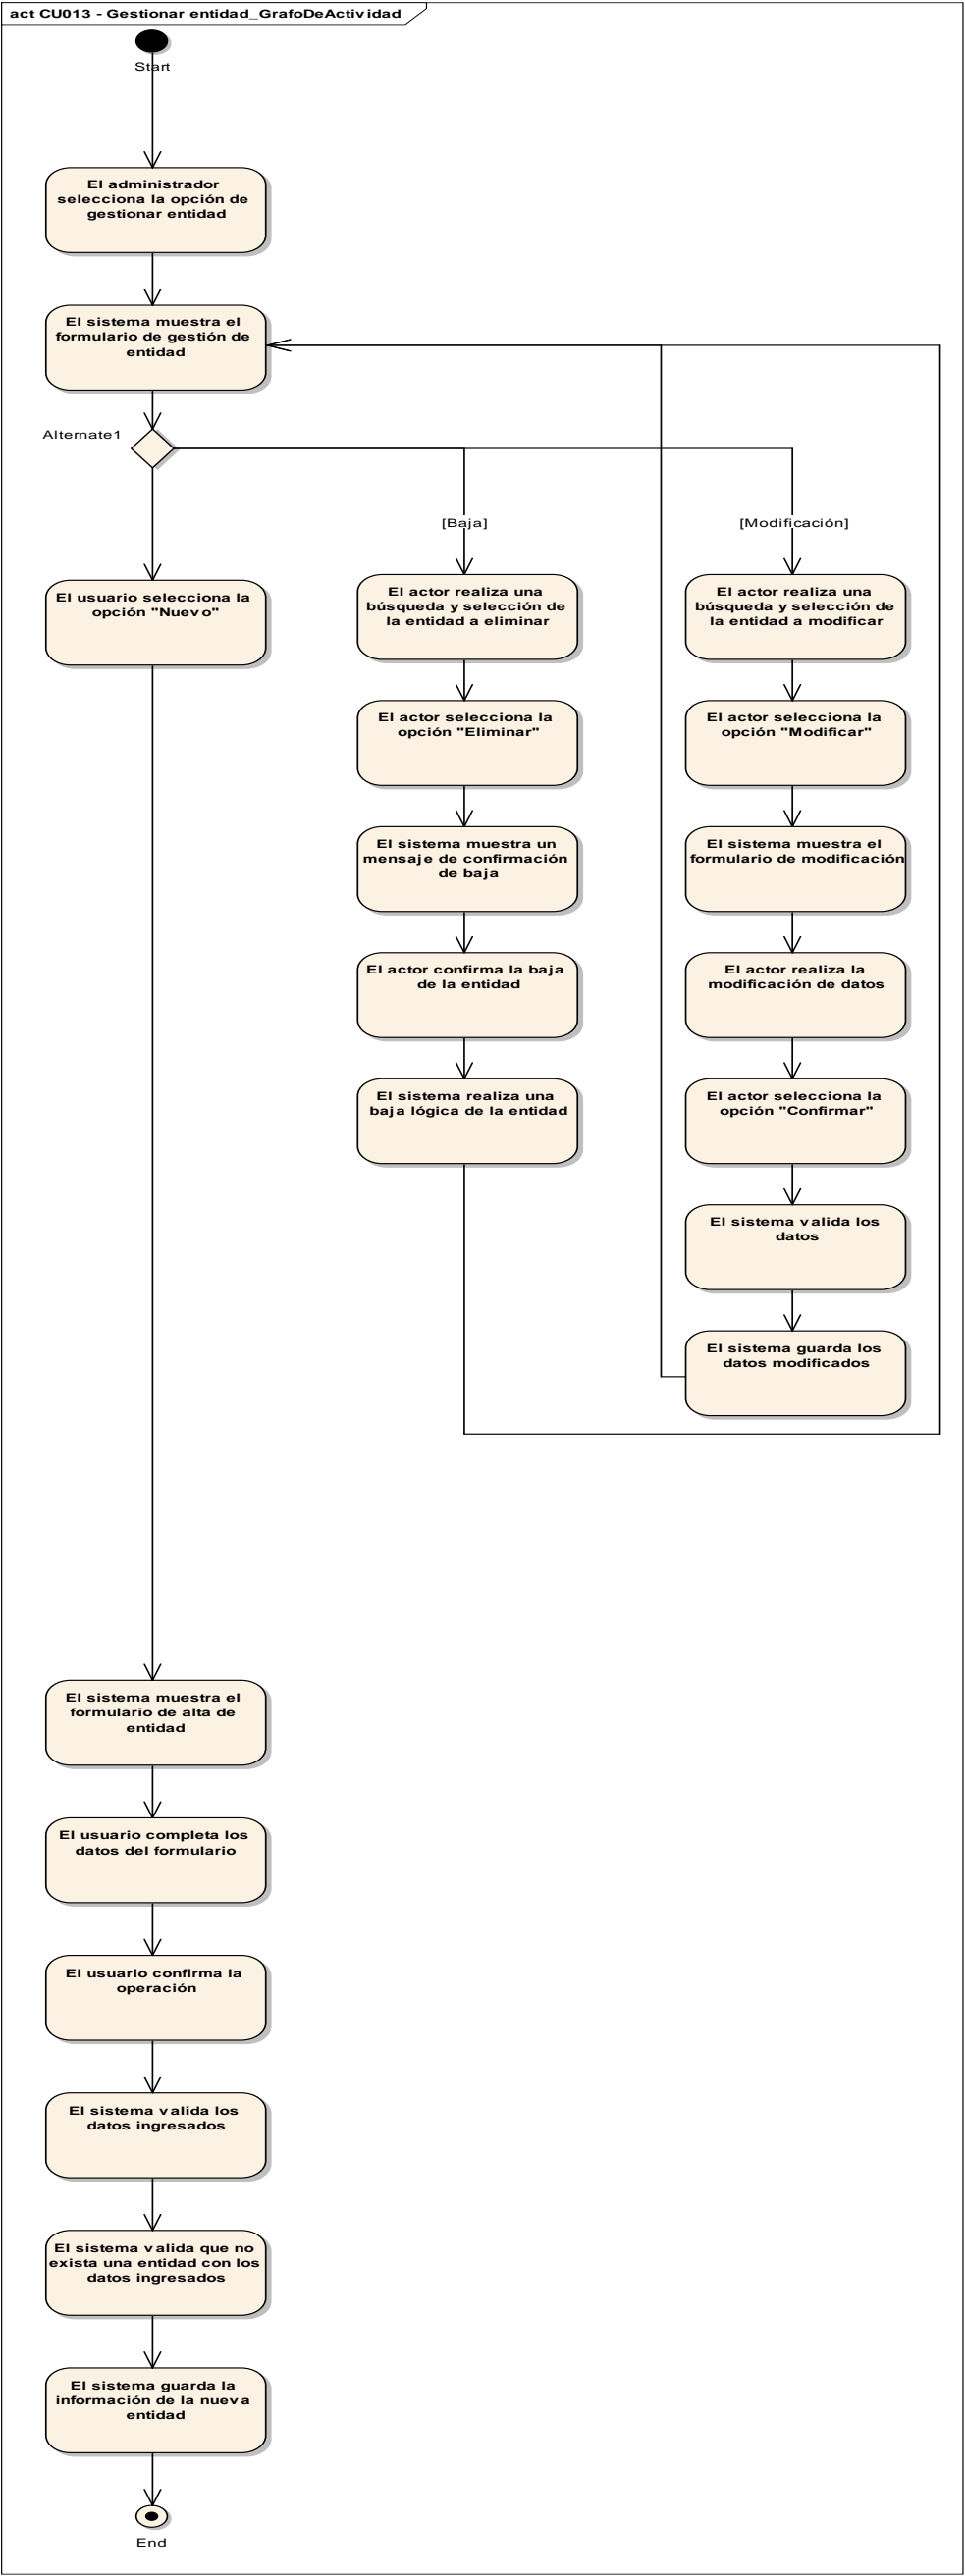 act CU013 - Gestionar entidad_GrafoDeActividad
Start
El administrador
selecciona la opción de
gestionar entidad
El sistema muestra el
formulario de gestión de
entidad
Alternate1
[Baja]
[Modificación]
El usuario selecciona la
opción "Nuevo"
El actor realiza una
búsqueda y selección de
la entidad a eliminar
El actor selecciona la
opción "Eliminar"
El sistema muestra un
mensaje de confirmación
de baja
El actor confirma la baja
de la entidad
El sistema realiza una
baja lógica de la entidad
El actor realiza una
búsqueda y selección de
la entidad a modificar
El actor selecciona la
opción "Modificar"
El sistema muestra el
formulario de modificación
El actor realiza la
modificación de datos
El actor selecciona la
opción "Confirmar"
El sistema valida los
datos
El sistema guarda los
datos modificados
El sistema muestra el
formulario de alta de
entidad
El usuario completa los
datos del formulario
El usuario confirma la
operación
El sistema valida los
datos ingresados
El sistema valida que no
exista una entidad con los
datos ingresados
El sistema guarda la
información de la nueva
entidad
End